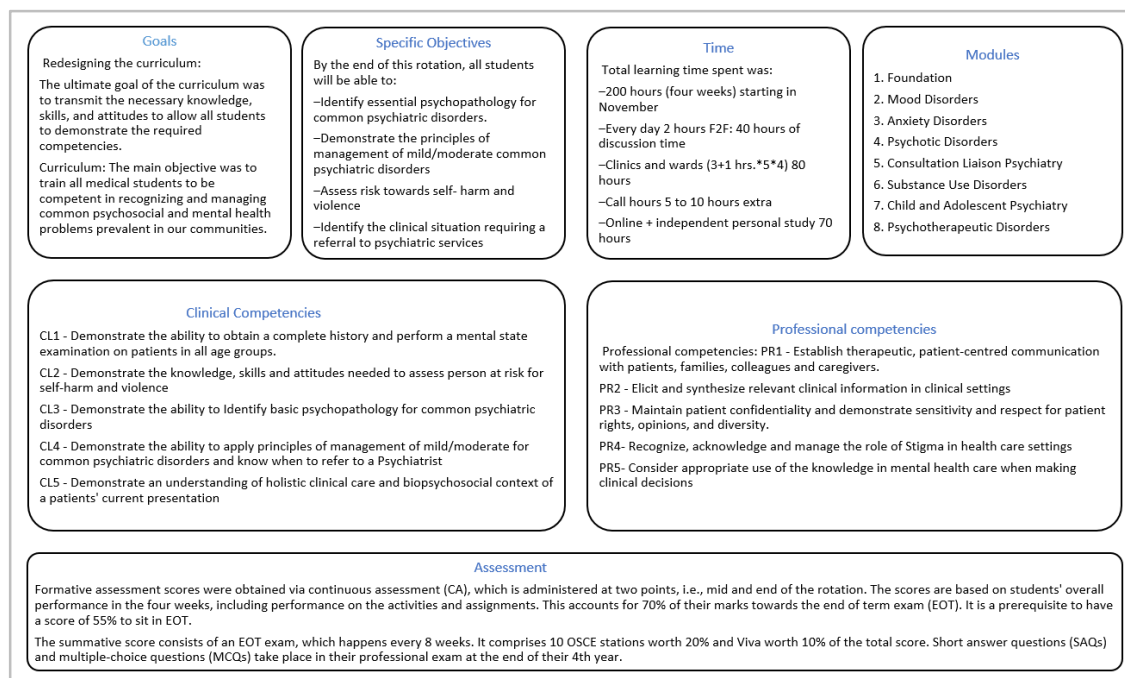 Goals
Redesigning the curriculum:
The ultimate goal of the curriculum was
to transmit the necessary knowledge,
skills, and attitudes to allow all students
to demonstrate the required
competencies.
Curriculum: The main objective was to
train all medical students to be
competent in recognizing and managing
common psychosocial and mental health
problems prevalent in our communities.
Specific Objectives
By the end of this rotation, all students
will be able to:
–Identify essential psychopathology for
common psychiatric disorders.
–Demonstrate the principles of
management of mild/moderate common
psychiatric disorders
–Assess risk towards self- harm and
violence
–Identify the clinical situation requiring a
referral to psychiatric services
Time
Total learning time spent was:
–200 hours (four weeks) starting in
November
–Every day 2 hours F2F: 40 hours of
discussion time
–Clinics and wards (3+1 hrs.*5*4) 80
hours
–Call hours 5 to 10 hours extra
–Online + independent personal study 70
hours
Modules
1. Foundation
2. Mood Disorders
3. Anxiety Disorders
4. Psychotic Disorders
5. Consultation Liaison Psychiatry
6. Substance Use Disorders
7. Child and Adolescent Psychiatry
8. Psychotherapeutic Disorders
Clinical Competencies
CL1 - Demonstrate the ability to obtain a complete history and perform a mental state
examination on patients in all age groups.
CL2 - Demonstrate the knowledge, skills and attitudes needed to assess person at risk for
self-harm and violence
CL3 - Demonstrate the ability to Identify basic psychopathology for common psychiatric
disorders
CL4 - Demonstrate the ability to apply principles of management of mild/moderate for
common psychiatric disorders and know when to refer to a Psychiatrist
CL5 - Demonstrate an understanding of holistic clinical care and biopsychosocial context of
a patients' current presentation
Professional competencies
Professional competencies: PR1 - Establish therapeutic, patient-centred communication
with patients, families, colleagues and caregivers.
PR2 - Elicit and synthesize relevant clinical information in clinical settings
PR3 - Maintain patient confidentiality and demonstrate sensitivity and respect for patient
rights, opinions, and diversity.
PR4- Recognize, acknowledge and manage the role of Stigma in health care settings
PR5- Consider appropriate use of the knowledge in mental health care when making
clinical decisions
Assessment
Formative assessment scores were obtained via continuous assessment (CA), which is administered at two points, i.e., mid and end of the rotation. The scores are based on students' overall
performance in the four weeks, including performance on the activities and assignments. This accounts for 70% of their marks towards the end of term exam (EOT). It is a prerequisite to have
a score of 55% to sit in EOT.
The summative score consists of an EOT exam, which happens every 8 weeks. It comprises 10 OSCE stations worth 20% and Viva worth 10% of the total score. Short answer questions (SAQs)
and multiple-choice questions (MCQs) take place in their professional exam at the end of their 4th year.